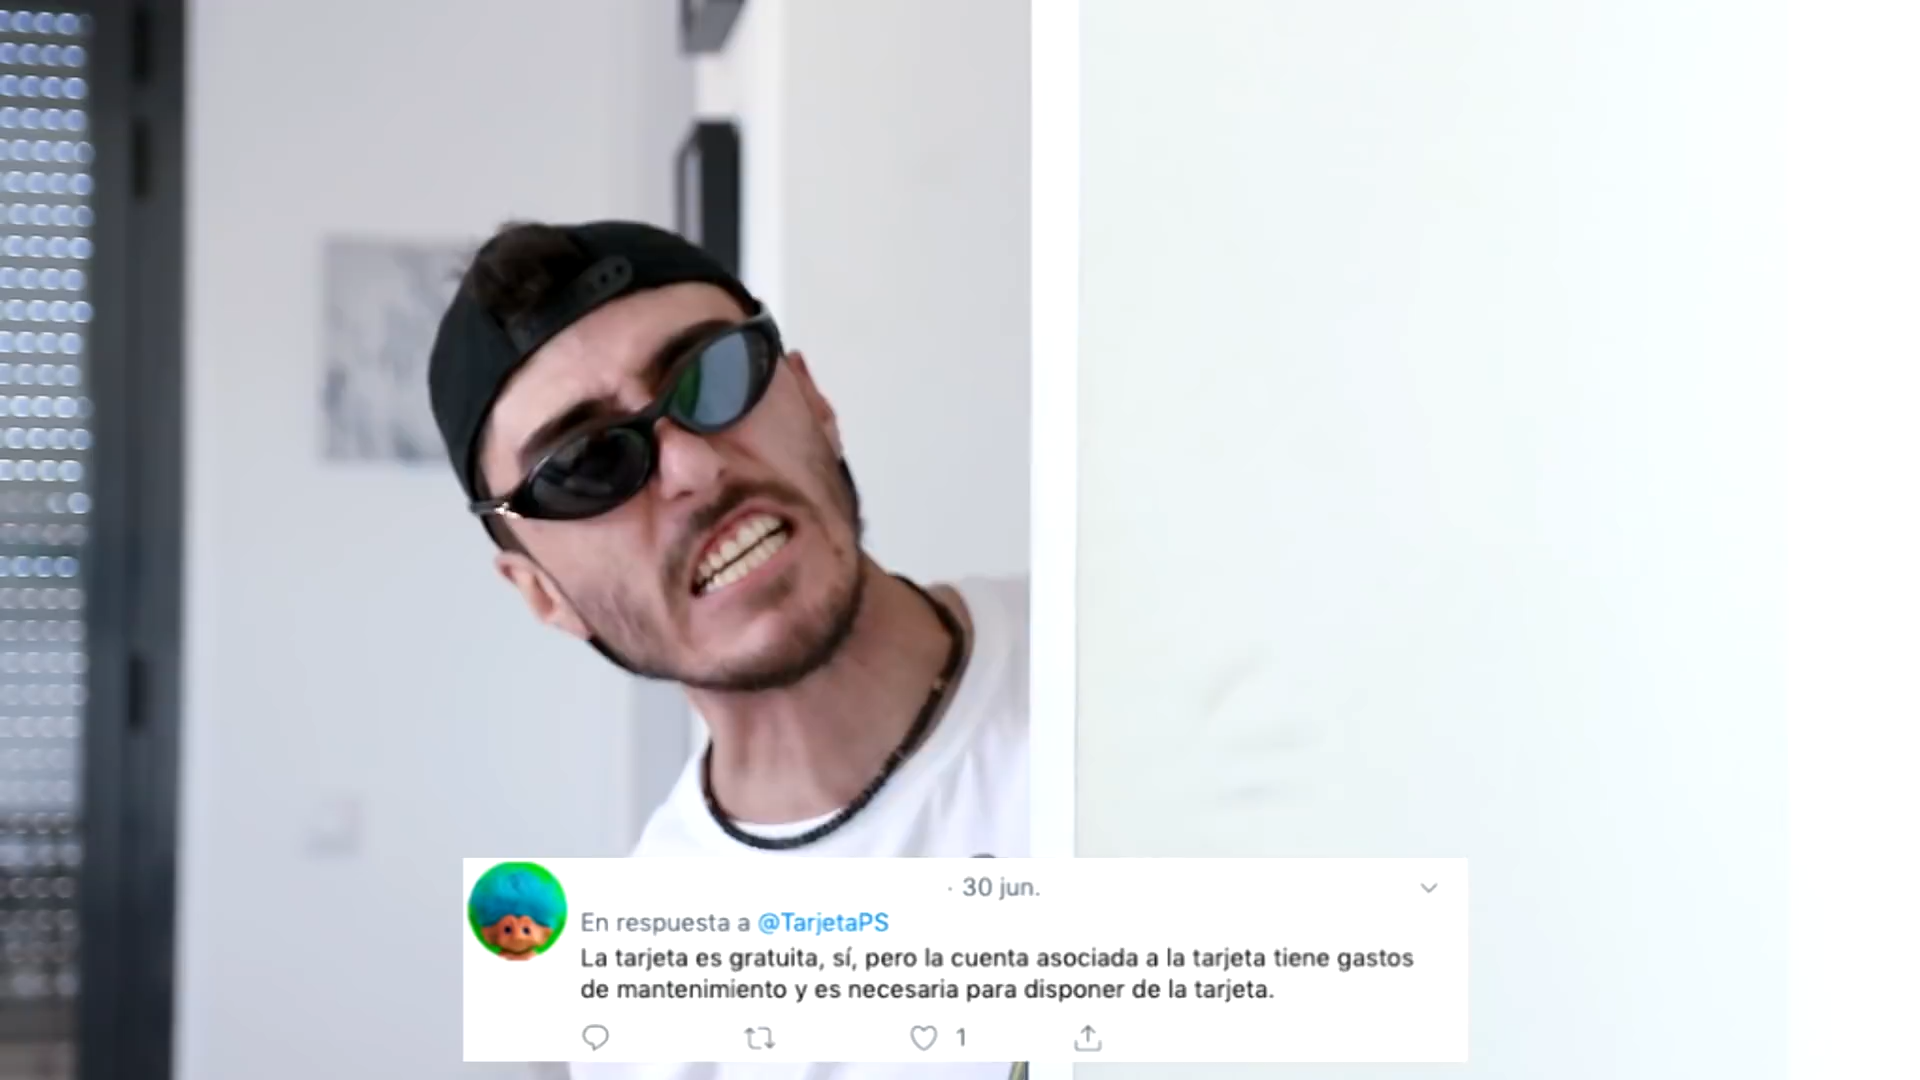 · 30 jun.
En respuesta a @TarjetaPS
La tarjeta es gratuita, sí, pero la cuenta asociada a la tarjeta tiene gastos
de mantenimiento y es necesaria para disponer de la tarjeta.
1